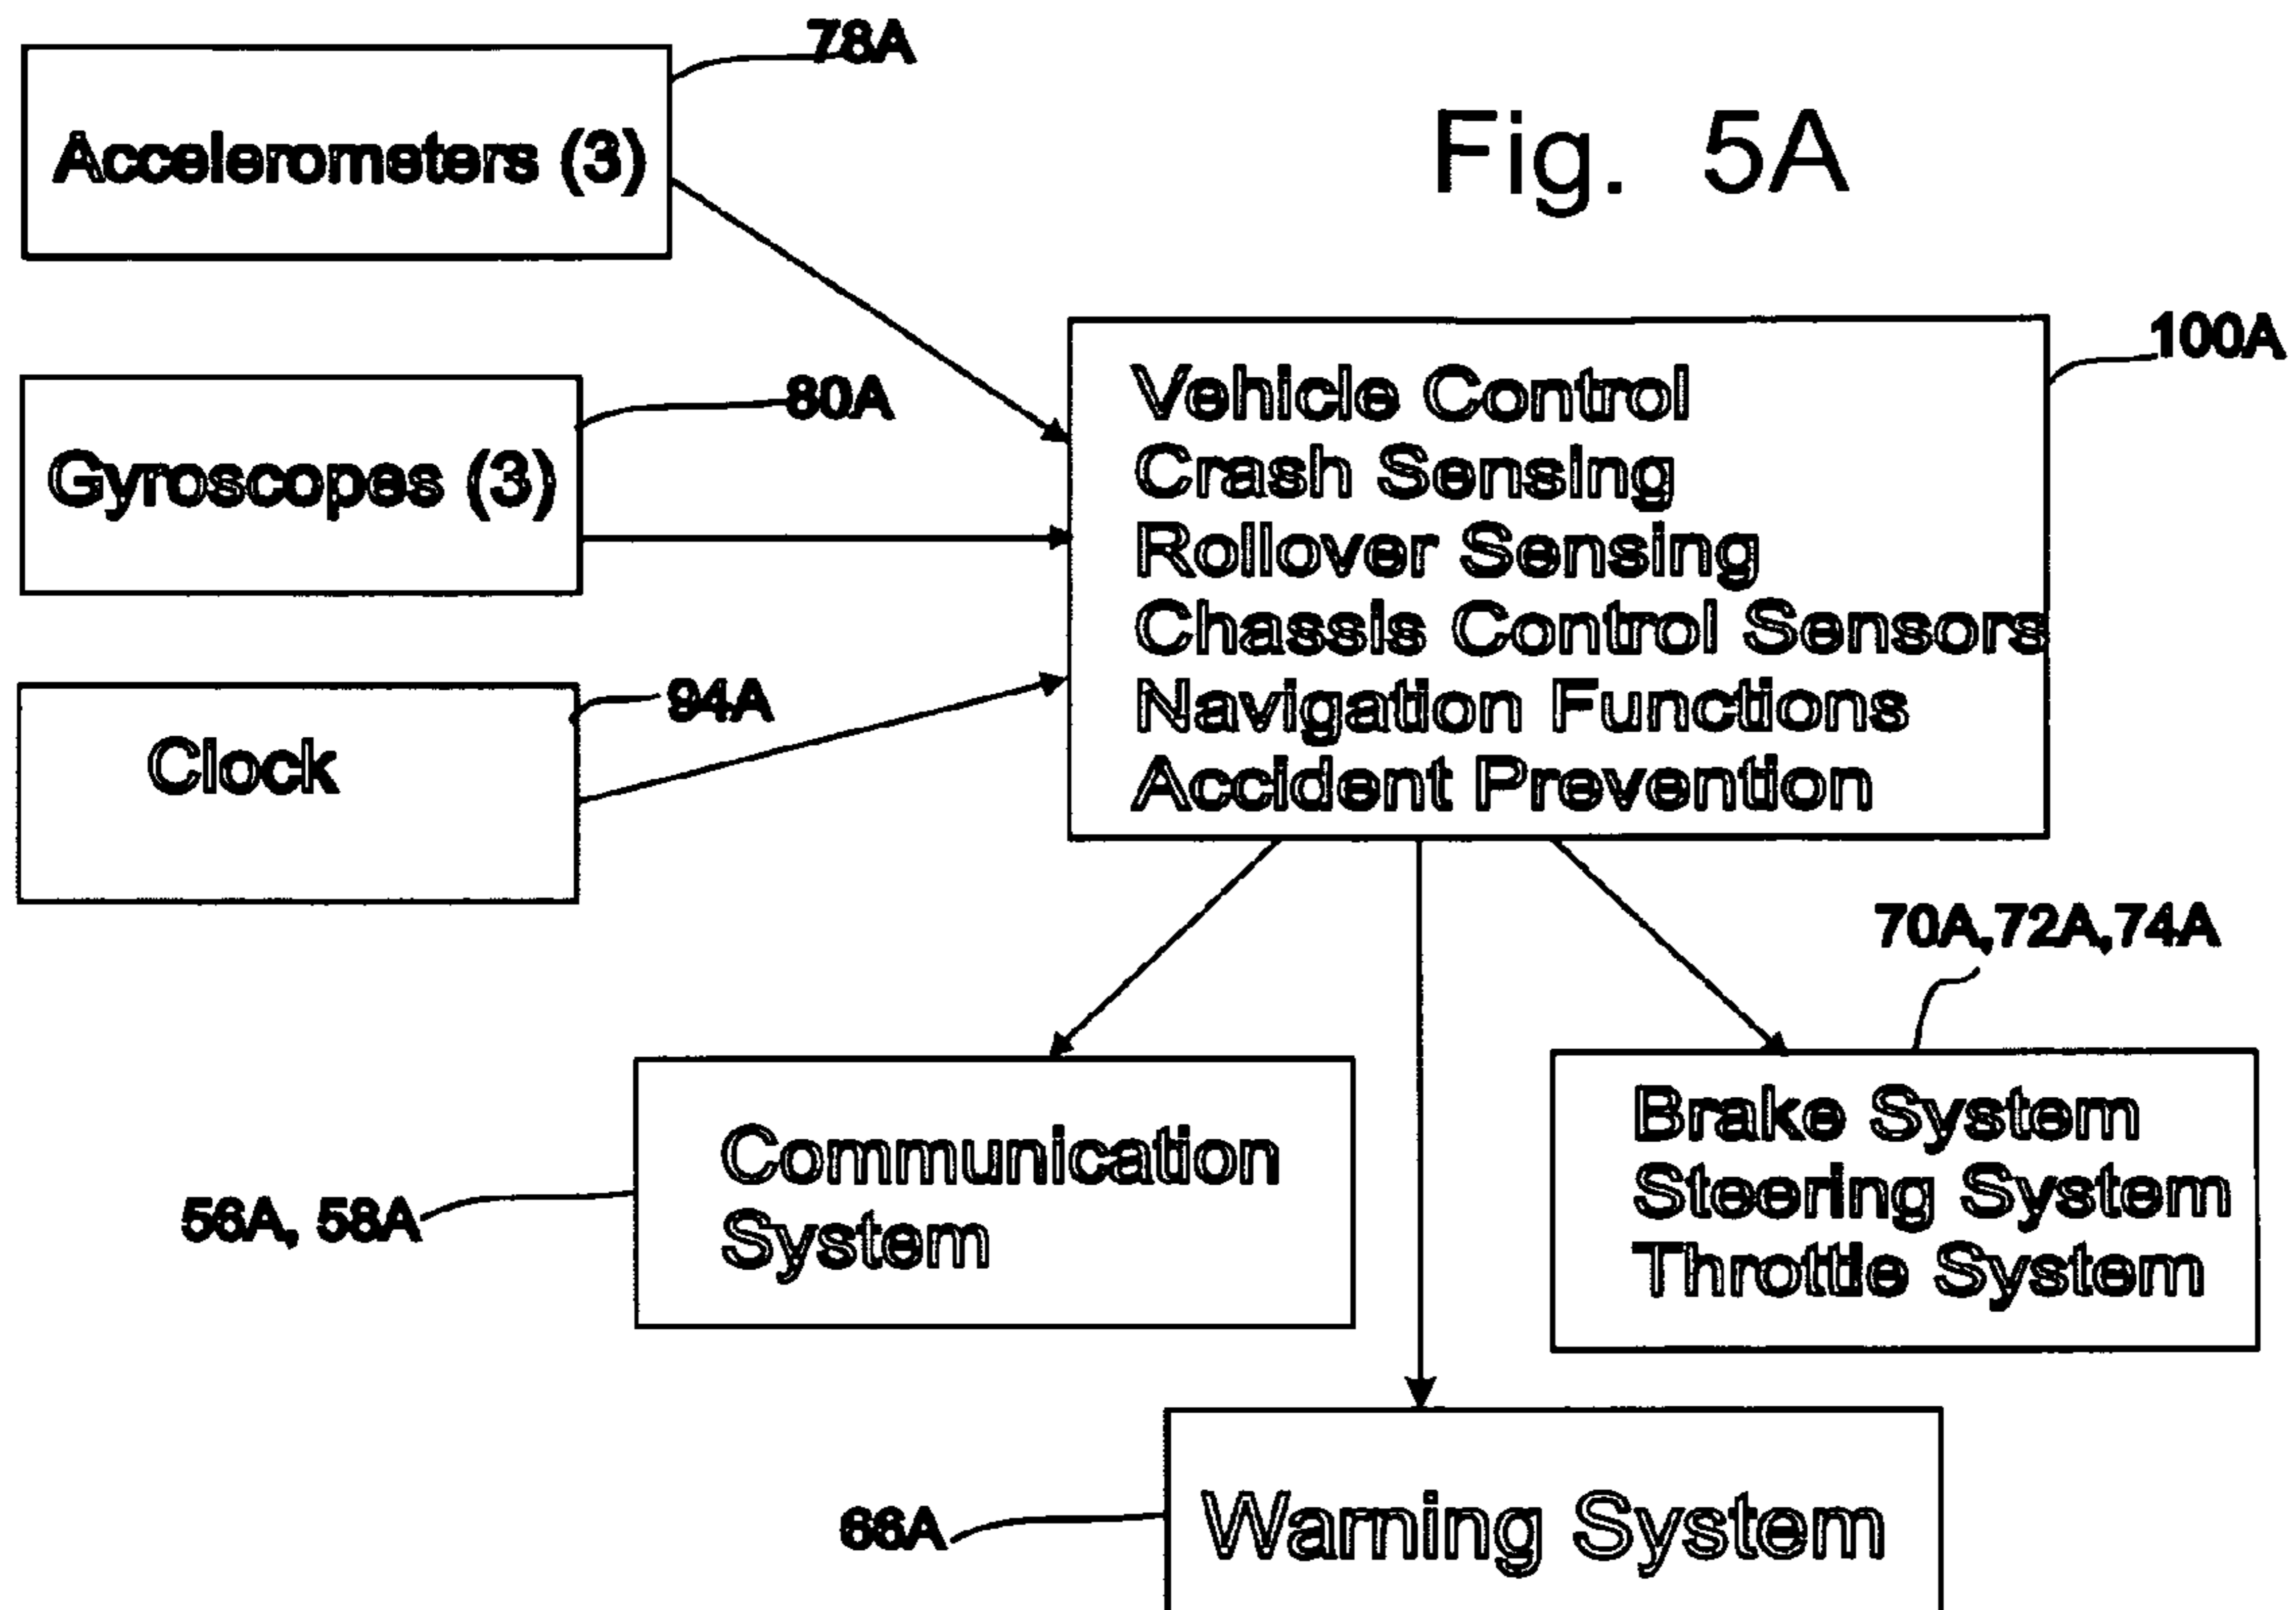 78A
Accelerometers (3)
Fig. 5A
80A
Gyroscopes (3)
94A
Clock
100A
Vehicle Control
Crash Sensing
Rollover Sensing
Chassis Control Sensors
Navigation Functions
Accident Prevention
70A,72A,74A
56A, 58A
Communication
System
Brake System
Steering System
Throttle System
66A
Warning System